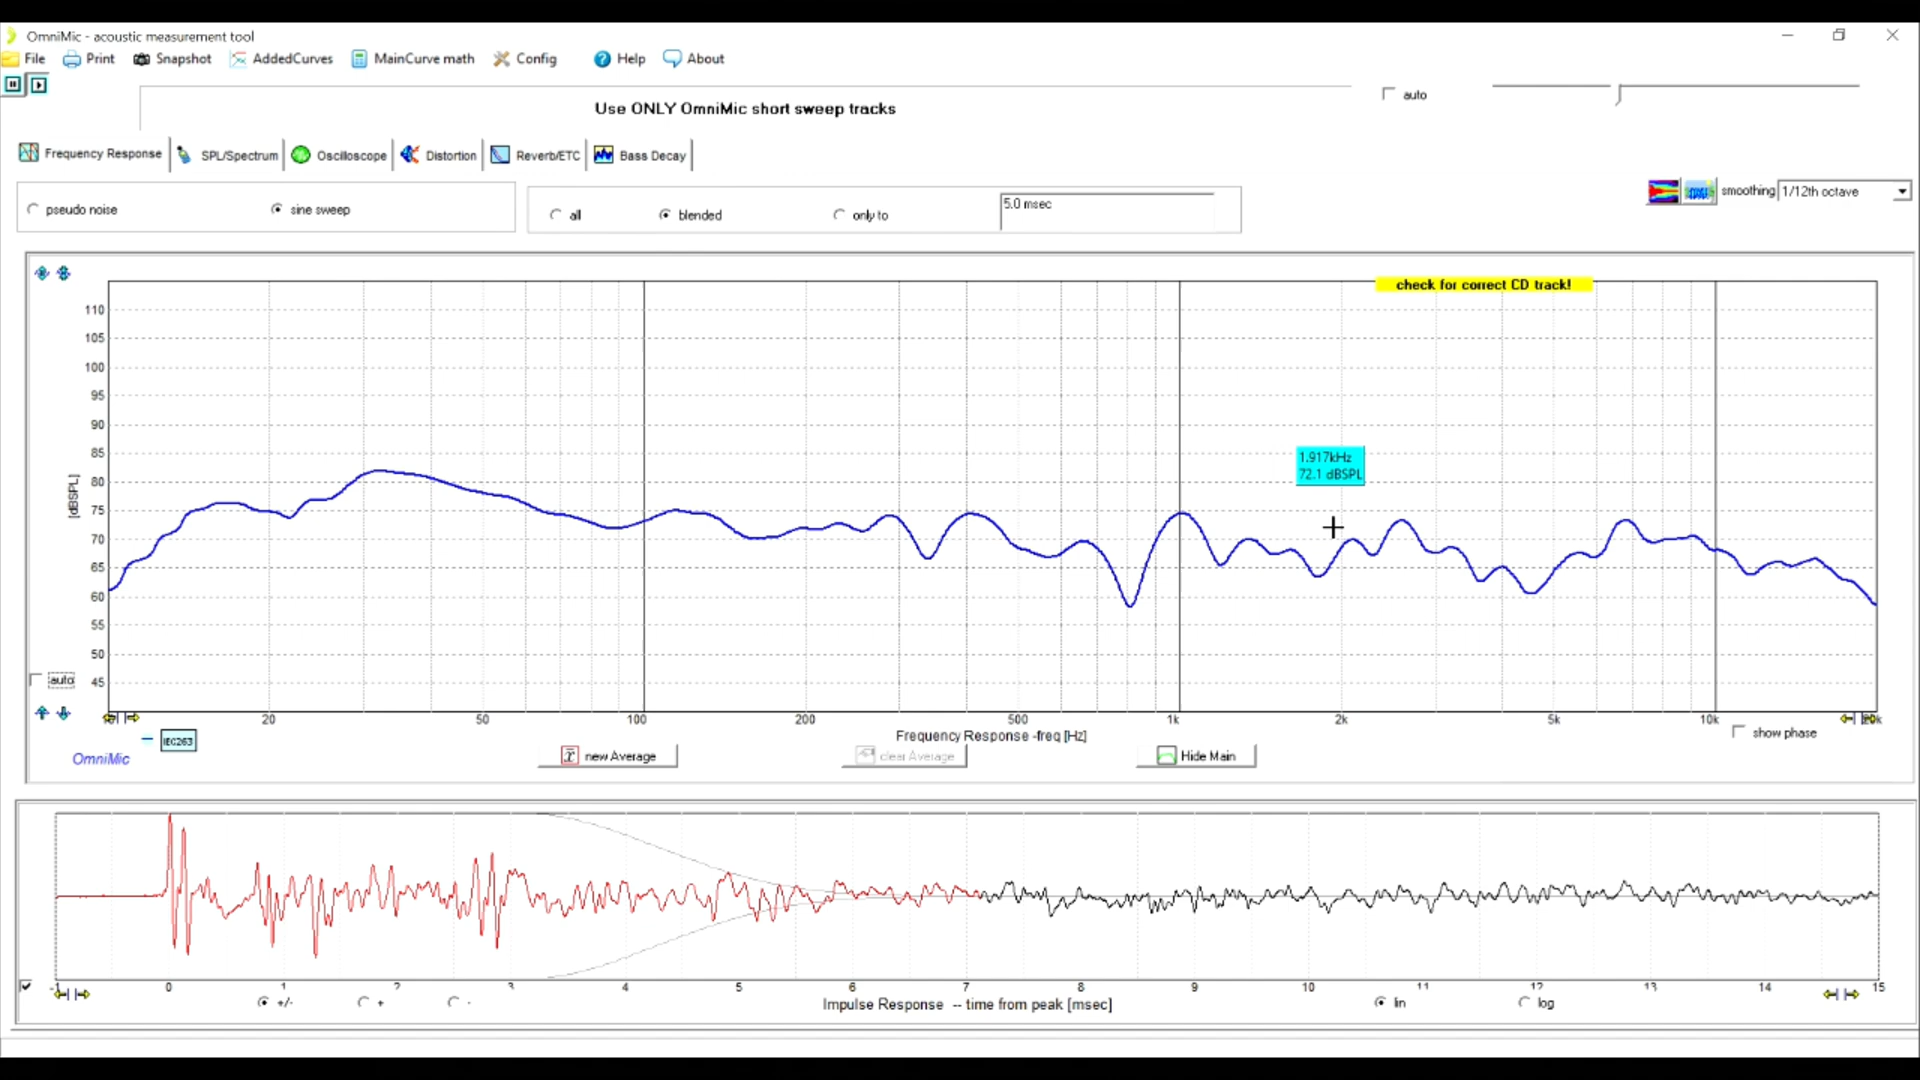 OmniMic - acoustic measurement tool
File Print Snapshot AddedCurves MainCurve math Config Help About
Use ONLY OmniMic short sweep tracks
auto
Frequency Response SPL/Spectrum Oscilloscope Distortion Reverb/ETC Bass Decay
pseudo noise sine sweep all blended only to 5.0 msec
smoothing 1/12th octave
check for correct CD track!
110
105
100
95
90
85
80
75
70
65
60
55
50
45
[dBSPL]
1.917kHz
72.1 dBSPL
auto
20 50 100 200 500 1k 2k 5k 10k
Frequency Response -freq [Hz]
show phase
IEC263
OmniMic
new Average clear Average Hide Main
0 1 2 3 4 5 6 7 8 9 10 11 12 13 14 15
+/- + -
Impulse Response -- time from peak [msec]
lin log